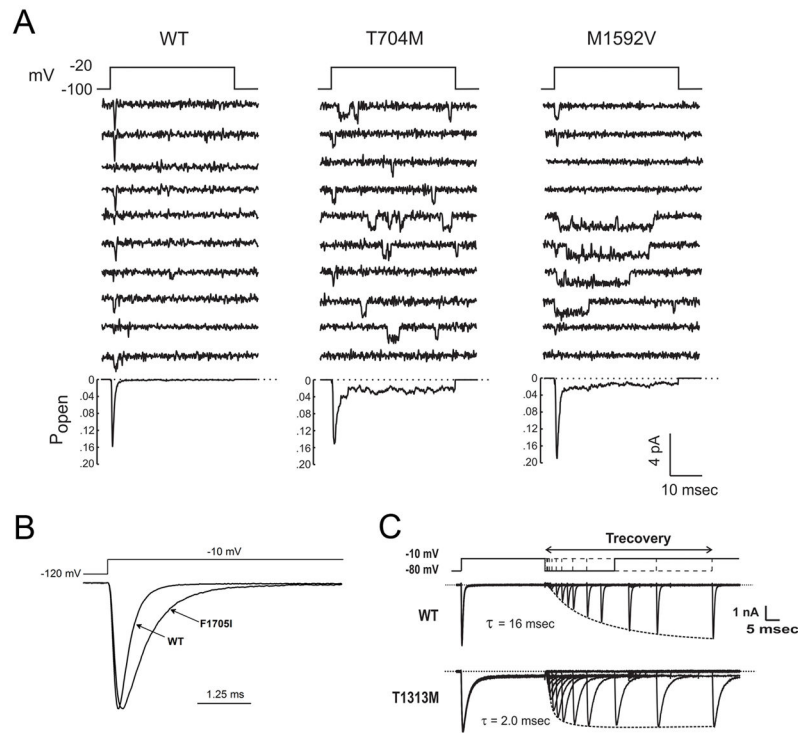 A
WT T704M M1592V
mV -20
-100
0
.04
.08
.12
.16
.20
Popen
0
.04
.08
.12
.16
.20
0
.04
.08
.12
.16
.20
4 pA
10 msec
B
-10 mV
-120 mV
F1705I
WT
1.25 ms
C
Trecovery
-10 mV
-80 mV
WT
τ = 16 msec
1 nA
5 msec
T1313M
τ = 2.0 msec